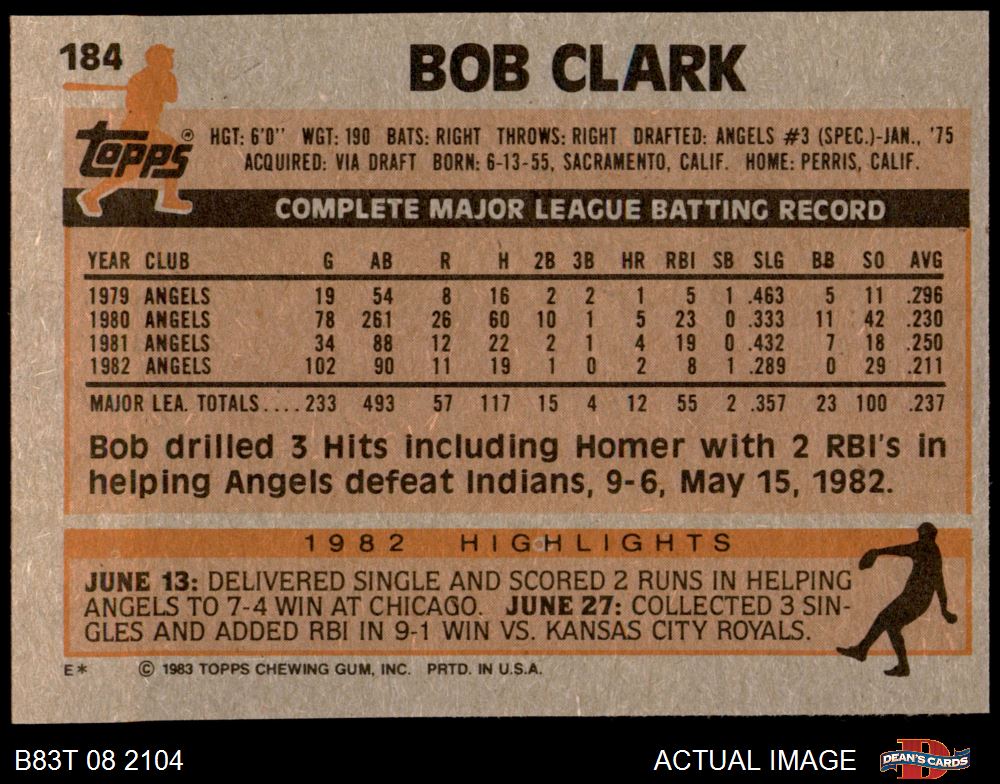 184
BOB CLARK
Topps®
HGT: 6'0" WGT: 190 BATS: RIGHT THROWS: RIGHT DRAFTED: ANGELS #3 (SPEC.)-JAN., '75
ACQUIRED: VIA DRAFT BORN: 6-13-55, SACRAMENTO, CALIF. HOME: PERRIS, CALIF.
COMPLETE MAJOR LEAGUE BATTING RECORD
YEAR CLUB G AB R H 2B 3B HR RBI SB SLG BB SO AVG
1979 ANGELS 19 54 8 16 2 2 1 5 1 .463 5 11 .296
1980 ANGELS 78 261 26 60 10 1 5 23 0 .333 11 42 .230
1981 ANGELS 34 88 12 22 2 1 4 19 0 .432 7 18 .250
1982 ANGELS 102 90 11 19 1 0 2 8 1 .289 0 29 .211
MAJOR LEA. TOTALS....233 493 57 117 15 4 12 55 2 .357 23 100 .237
Bob drilled 3 Hits including Homer with 2 RBI's in
helping Angels defeat Indians, 9-6, May 15, 1982.
1982 HIGHLIGHTS
JUNE 13: DELIVERED SINGLE AND SCORED 2 RUNS IN HELPING
ANGELS TO 7-4 WIN AT CHICAGO. JUNE 27: COLLECTED 3 SIN-
GLES AND ADDED RBI IN 9-1 WIN VS. KANSAS CITY ROYALS.
E* © 1983 TOPPS CHEWING GUM, INC. PRTD. IN U.S.A.
B83T 08 2104 ACTUAL IMAGE DEAN'S CARDS